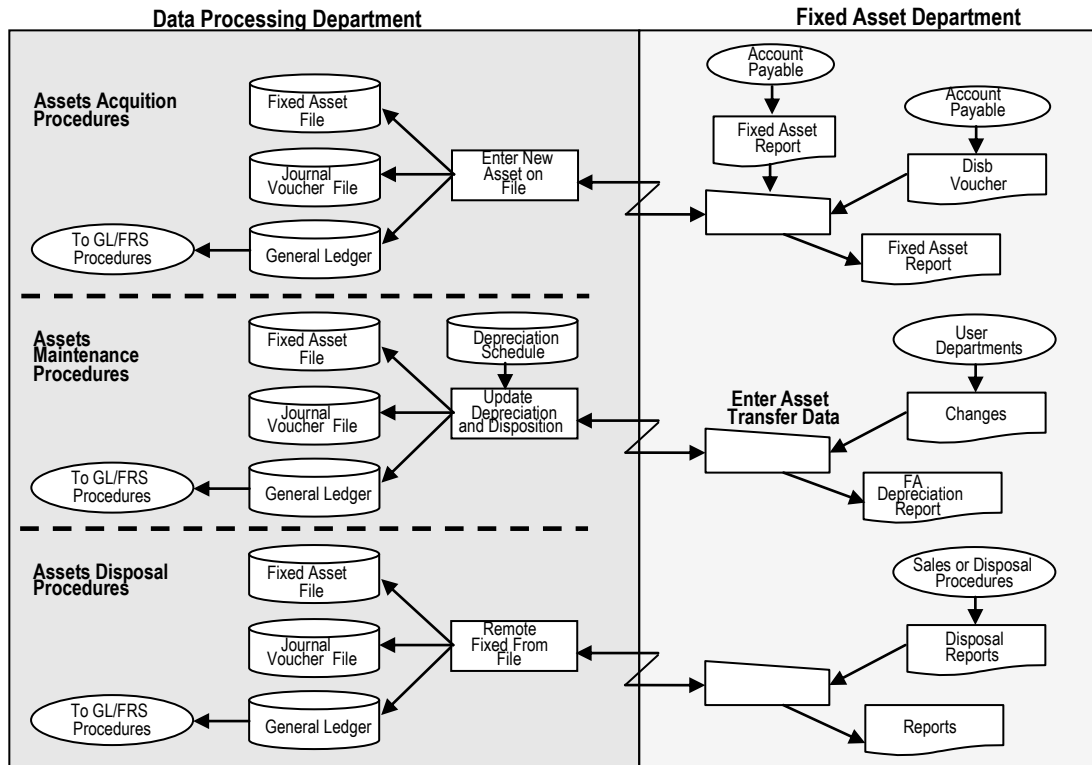 Data Processing Department
Fixed Asset Department
Assets Acquition
Procedures
Fixed Asset
File
Journal
Voucher File
General Ledger
To GL/FRS
Procedures
Enter New
Asset on
File
Account
Payable
Fixed Asset
Report
Account
Payable
Disb
Voucher
Fixed Asset
Report
Assets
Maintenance
Procedures
Fixed Asset
File
Journal
Voucher File
General Ledger
To GL/FRS
Procedures
Depreciation
Schedule
Update
Depreciation
and Disposition
Enter Asset
Transfer Data
User
Departments
Changes
FA
Depreciation
Report
Assets Disposal
Procedures
Fixed Asset
File
Journal
Voucher File
General Ledger
To GL/FRS
Procedures
Remote
Fixed From
File
Sales or Disposal
Procedures
Disposal
Reports
Reports